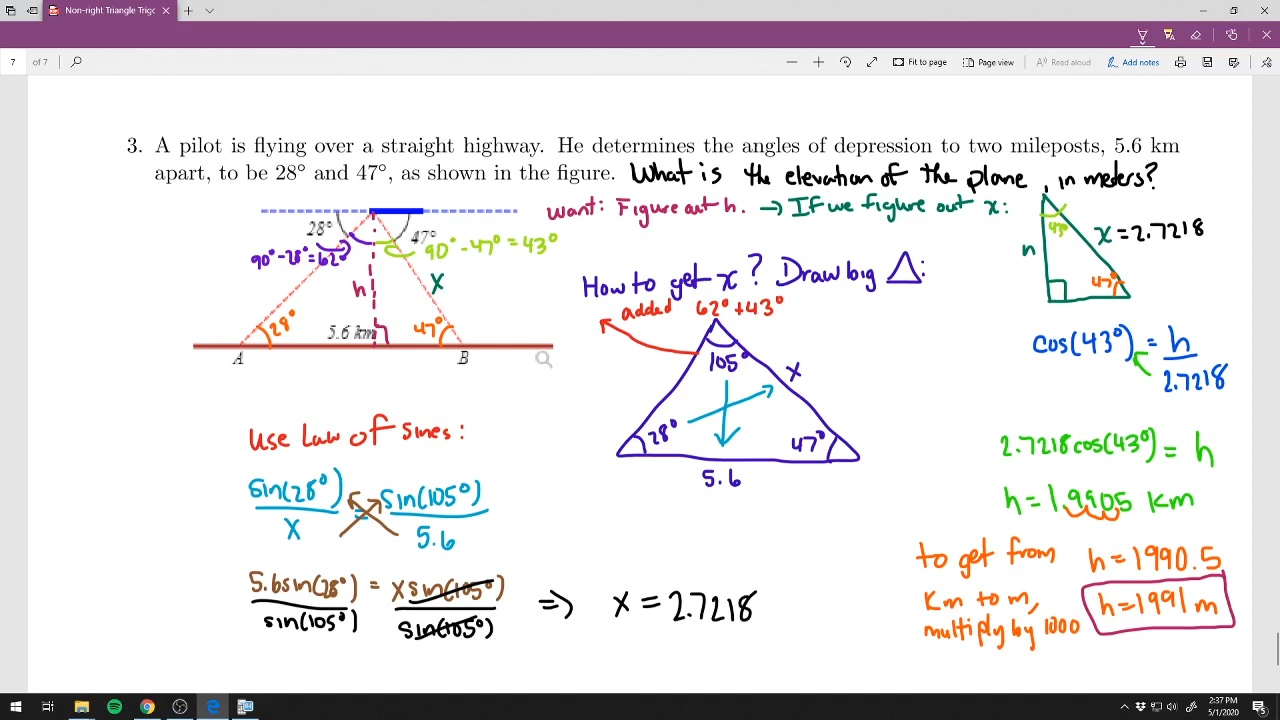 Non-right Triangle Trig
7 of 7
Fit to page
Page view
Read aloud
Add notes
3. A pilot is flying over a straight highway. He determines the angles of depression to two mileposts, 5.6 km
apart, to be 28° and 47°, as shown in the figure. What is the elevation of the plane, in meters?
want: Figure out h. → If we figure out x:
28°
47°
90°-28°=62°
90°-47°=43°
h
x
28°
5.6 km
47°
A
B
How to get x? Draw big △:
added 62°+43°
105°
x
28°
47°
5.6
43°
x=2.7218
h
47°
cos(43°) = h
2.7218
2.7218cos(43°) = h
h=1.9905 km
to get from
km to m,
multiply by 1000
h=1990.5
h=1991 m
use Law of Sines:
sin(28°) = sin(105°)
x 5.6
5.6sin(28°) = xsin(105°)
sin(105°) sin(105°)
⇒ x = 2.7218
2:37 PM
5/1/2020